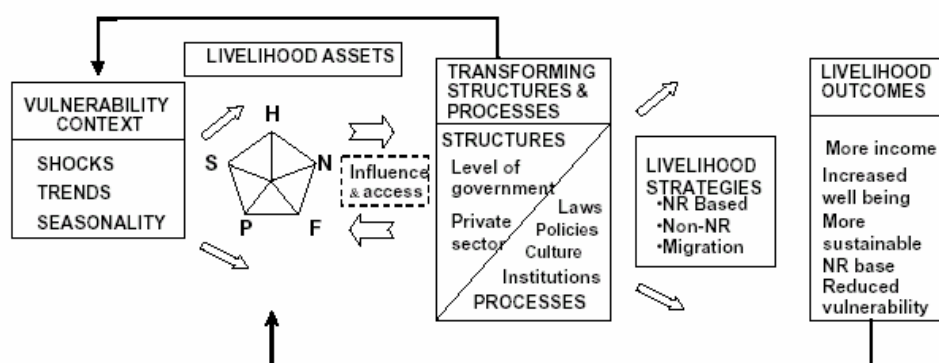 LIVELIHOOD ASSETS
VULNERABILITY
CONTEXT
SHOCKS
TRENDS
SEASONALITY
H
S
N
P
F
Influence
& access
TRANSFORMING
STRUCTURES &
PROCESSES
STRUCTURES
Level of
government
Private
sector
Laws
Policies
Culture
Institutions
PROCESSES
LIVELIHOOD
STRATEGIES
•NR Based
•Non-NR
•Migration
LIVELIHOOD
OUTCOMES
More income
Increased
well being
More
sustainable
NR base
Reduced
vulnerability